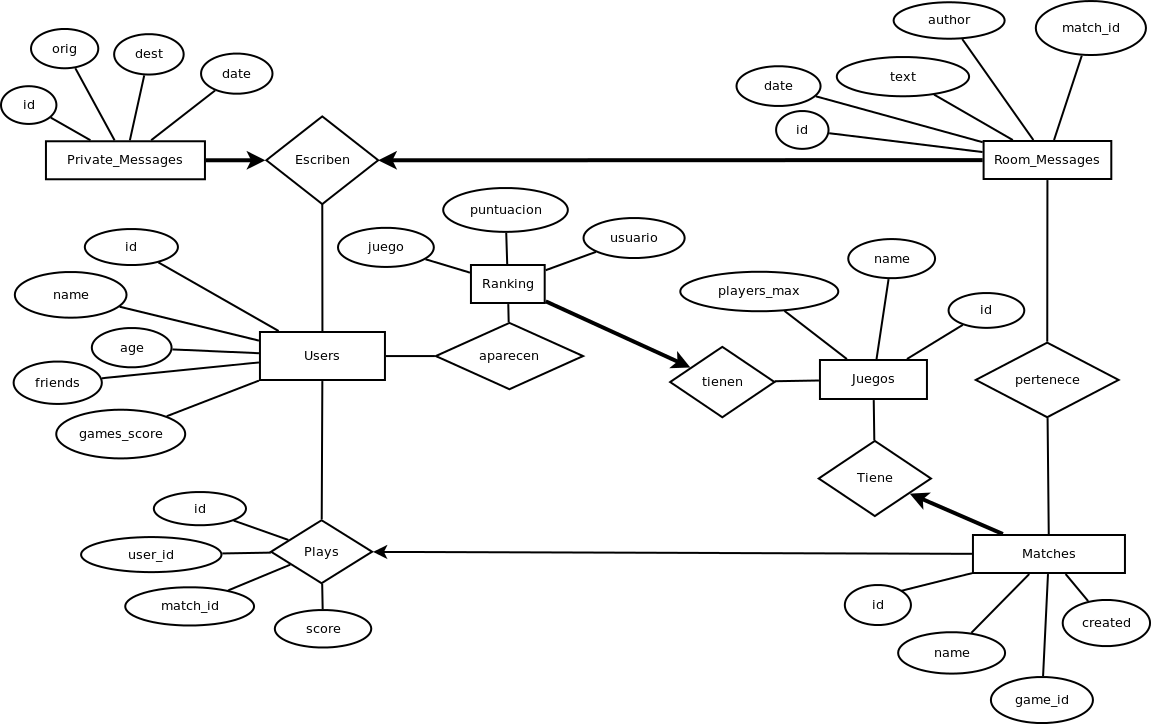 author
match_id
orig
dest
date
text
date
id
id
Private_Messages
Escriben
Room_Messages
puntuacion
usuario
id
juego
name
Ranking
players_max
name
id
age
Users
aparecen
tienen
Juegos
pertenece
friends
games_score
Tiene
id
user_id
Plays
Matches
match_id
id
score
created
name
game_id